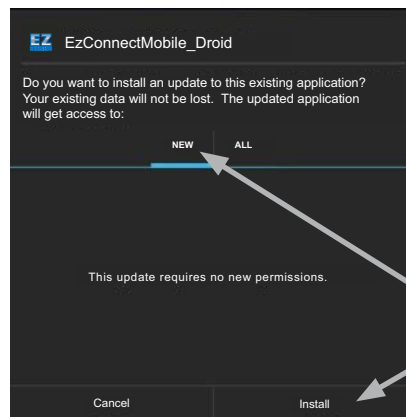 EZ EzConnectMobile_Droid
Do you want to install an update to this existing application?
Your existing data will not be lost. The updated application
will get access to:
NEW ALL
This update requires no new permissions.
Cancel Install